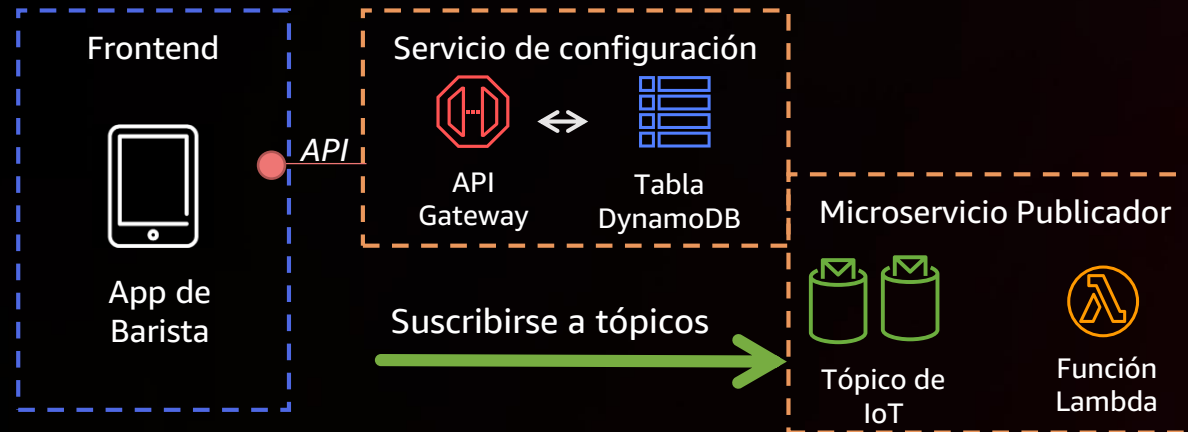 Frontend
App de
Barista
API
Servicio de configuración
API
Gateway
Tabla
DynamoDB
Suscribirse a tópicos
Microservicio Publicador
Tópico de
IoT
Función
Lambda